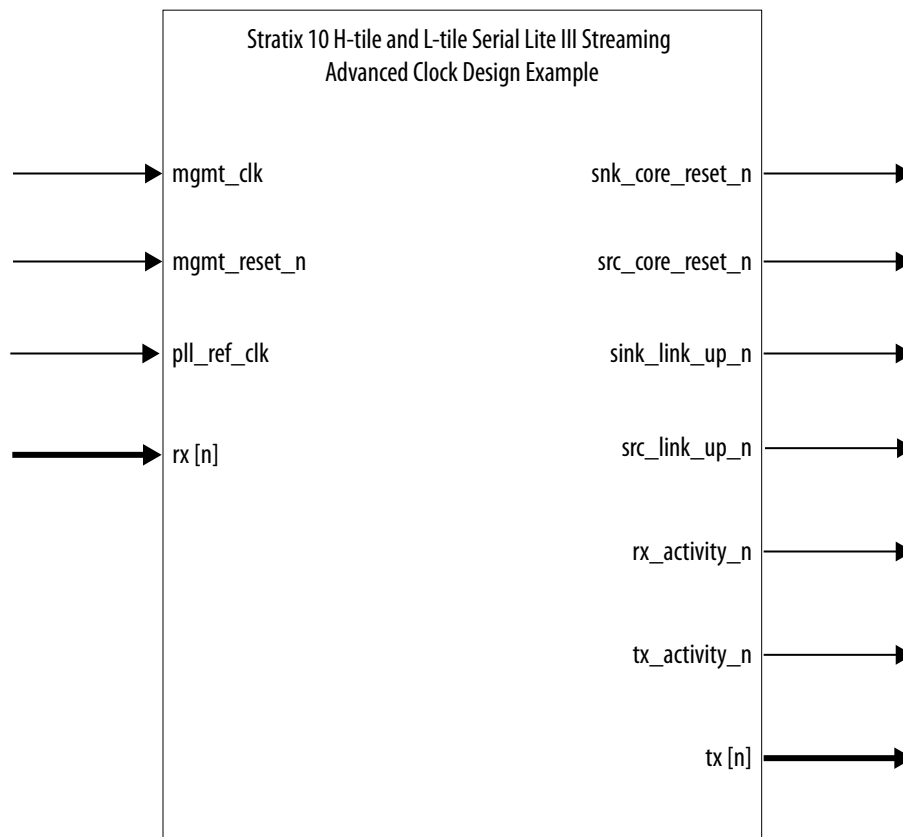 Stratix 10 H-tile and L-tile Serial Lite III Streaming
Advanced Clock Design Example
mgmt_clk
snk_core_reset_n
mgmt_reset_n
src_core_reset_n
pll_ref_clk
sink_link_up_n
rx [n]
src_link_up_n
rx_activity_n
tx_activity_n
tx [n]